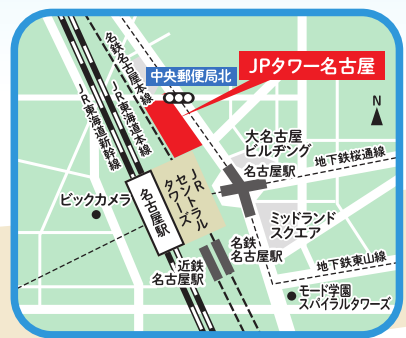 JPタワー名古屋
中央郵便局北
名鉄名古屋本線
JR東海道本線
JR東海道新幹線
N
大名古屋
ビルヂング
地下鉄桜通線
名古屋駅
JR
セントラル
タワーズ
名古屋駅
ビックカメラ
ミッドランド
スクエア
名鉄
名古屋駅
近鉄
名古屋駅
地下鉄東山線
モード学園
スパイラルタワーズ